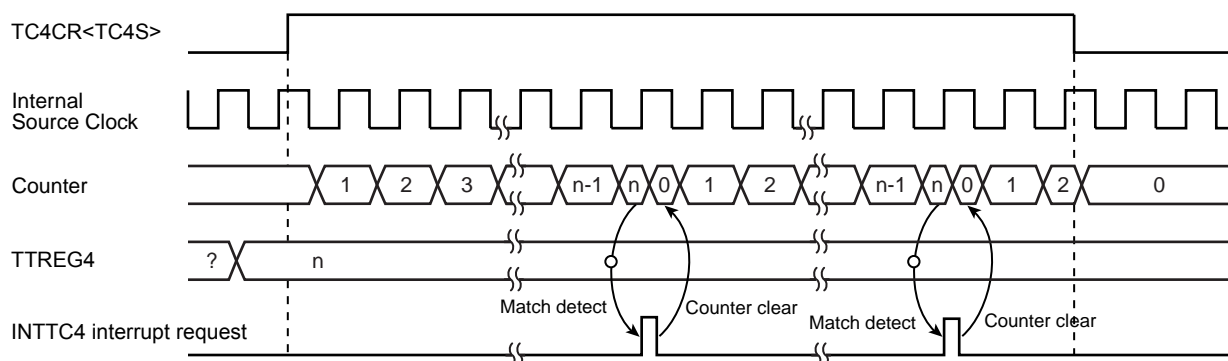 TC4CR<TC4S>
Internal
Source Clock
Counter
1 2 3 n-1 n 0 1 2 n-1 n 0 1 2 0
TTREG4
? n
Match detect Counter clear Match detect Counter clear
INTTC4 interrupt request